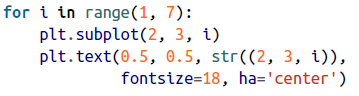 for i in range(1, 7):
    plt.subplot(2, 3, i)
    plt.text(0.5, 0.5, str((2, 3, i)),
             fontsize=18, ha='center')